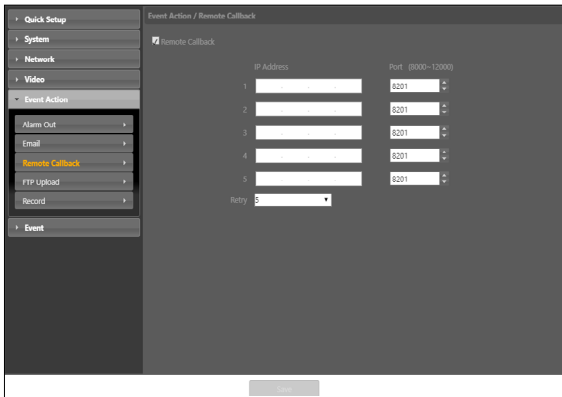 Quick Setup
System
Network
Video
Event Action
Alarm Out
Email
Remote Callback
FTP Upload
Record
Event
Event Action / Remote Callback
Remote Callback
IP Address Port (8000~12000)
1 . . . 8201
2 . . . 8201
3 . . . 8201
4 . . . 8201
5 . . . 8201
Retry 5
Save